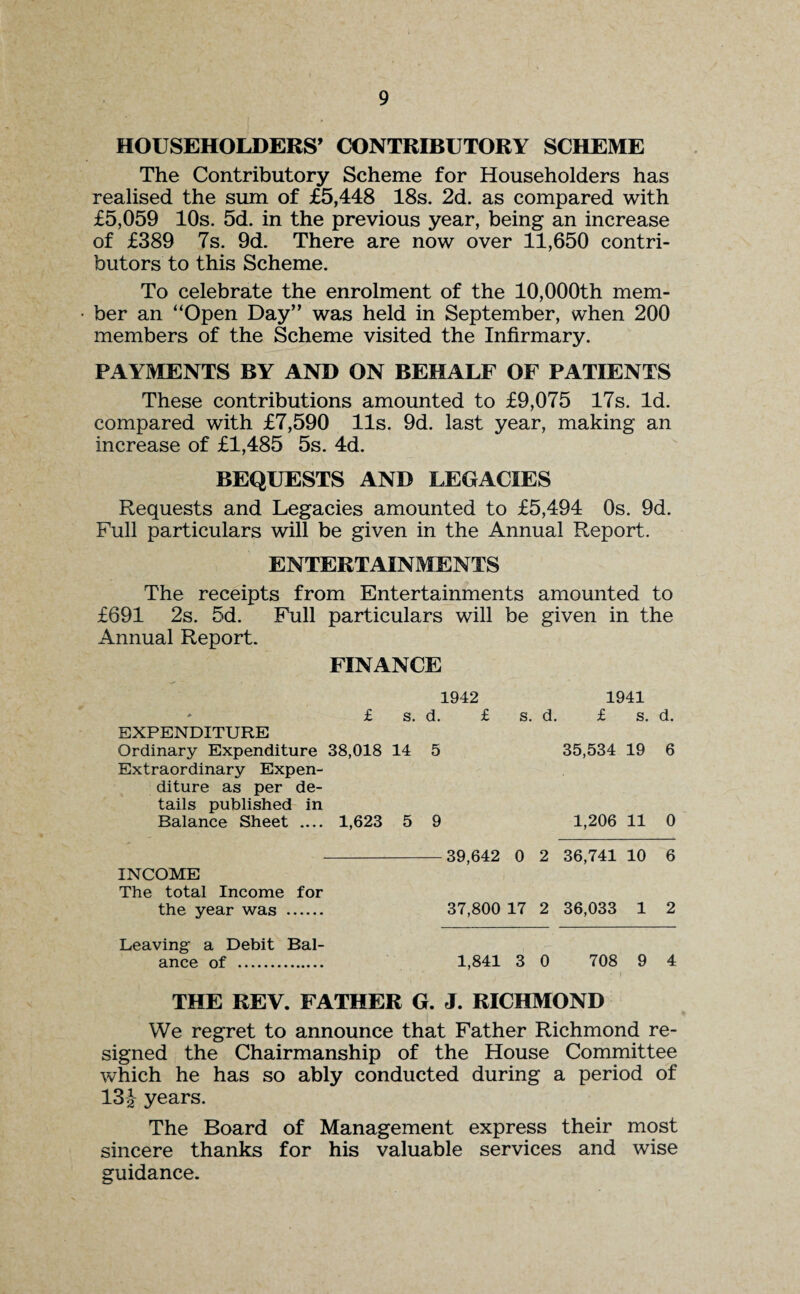 9
HOUSEHOLDERS’ CONTRIBUTORY SCHEME
The Contributory Scheme for Householders has
realised the sum of £5,448 18s. 2d. as compared with
£5,059 10s. 5d. in the previous year, being an increase
of £389 7s. 9d. There are now over 11,650 contri-
butors to this Scheme.
To celebrate the enrolment of the 10,000th mem-
ber an “Open Day” was held in September, when 200
members of the Scheme visited the Infirmary.
PAYMENTS BY AND ON BEHALF OF PATIENTS
These contributions amounted to £9,075 17s. 1d.
compared with £7,590 11s. 9d. last year, making an
increase of £1,485 5s. 4d.
BEQUESTS AND LEGACIES
Requests and Legacies amounted to £5,494 0s. 9d.
Full particulars will be given in the Annual Report.
ENTERTAINMENTS
The receipts from Entertainments amounted to
£691 2s. 5d. Full particulars will be given in the
Annual Report.
FINANCE
1942 1941
£ s. d. £ s. d. £ s. d.
EXPENDITURE
Ordinary Expenditure 38,018 14 5 35,534 19 6
Extraordinary Expen-
diture as per de-
tails published in
Balance Sheet .... 1,623 5 9 1,206 11 0
39,642 0 2 36,741 10 6
INCOME
The total Income for
the year was ...... 37,800 17 2 36,033 1 2
Leaving a Debit Bal-
ance of .............. 1,841 3 0 708 9 4
THE REV. FATHER G. J. RICHMOND
We regret to announce that Father Richmond re-
signed the Chairmanship of the House Committee
which he has so ably conducted during a period of
13½ years.
The Board of Management express their most
sincere thanks for his valuable services and wise
guidance.